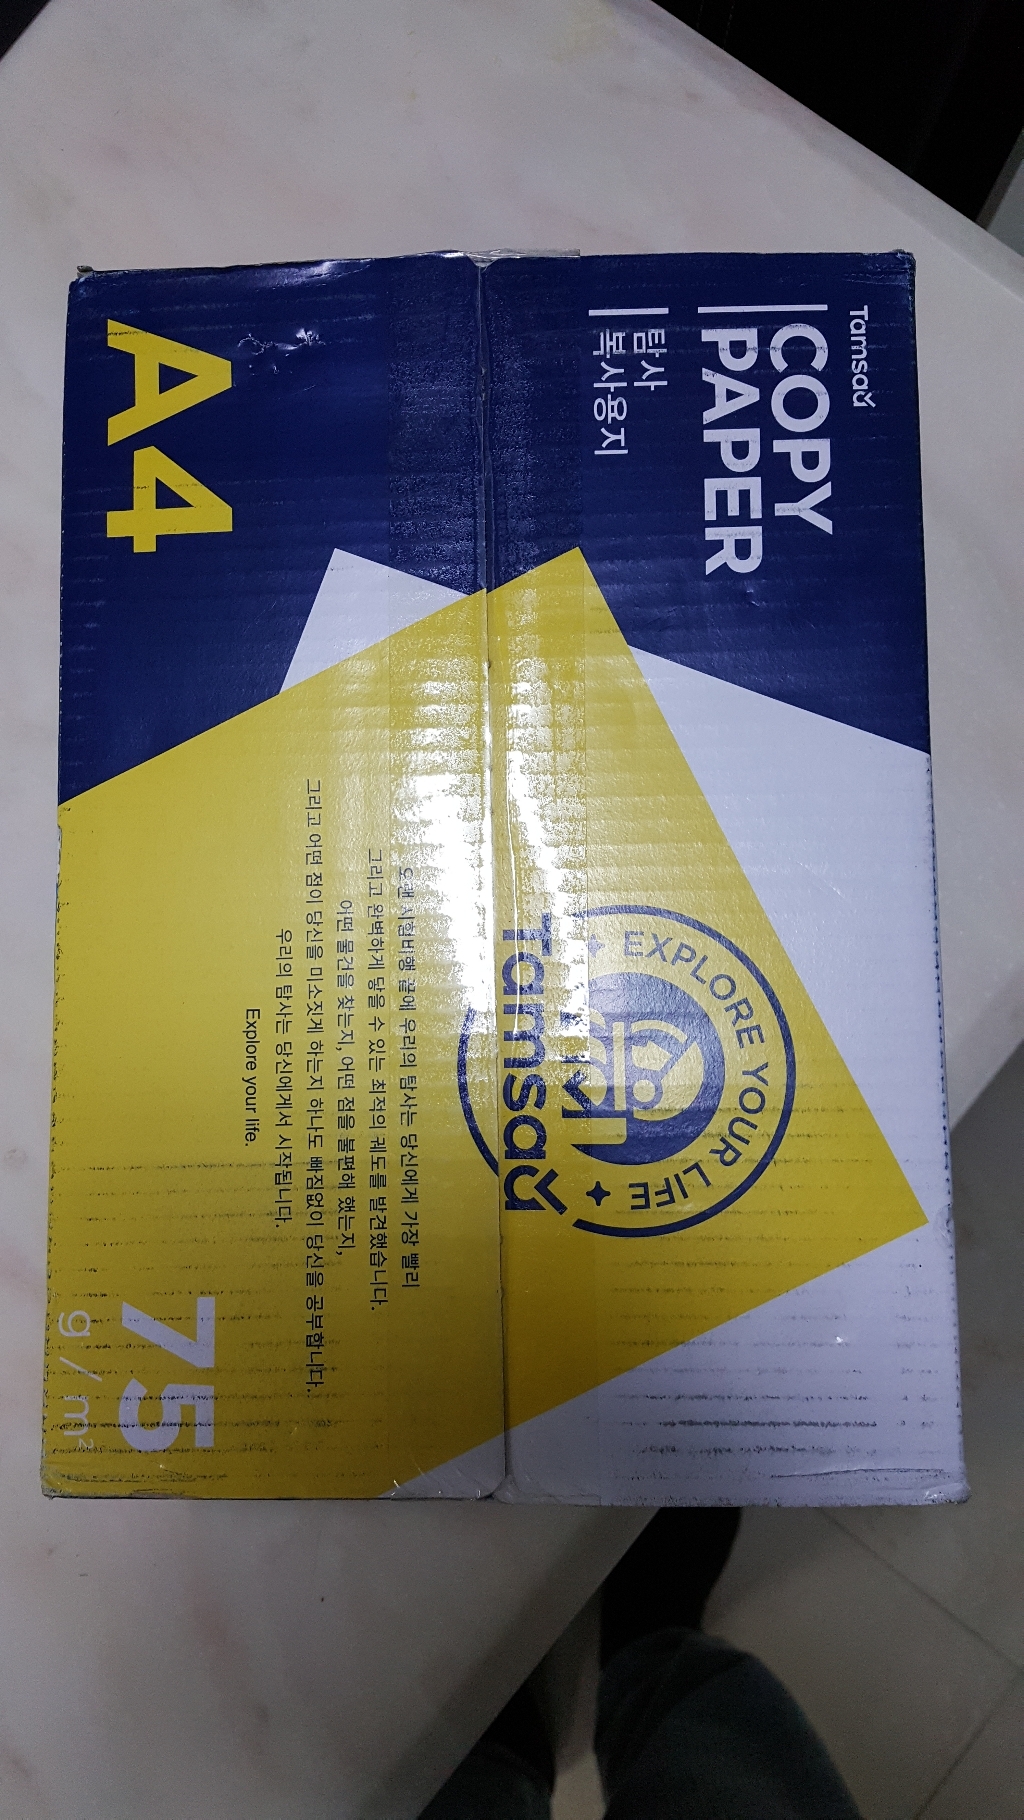 Tamsaa
COPY
PAPER
탐사
복사용지
EXPLORE YOUR LIFE
Tamsaa
오랜 시험비행 끝에 우리의 탐사는 당신에게 가장 빨리
그리고 완벽하게 닿을 수 있는 최적의 궤도를 발견했습니다.
어떤 물건을 찾는지, 어떤 점을 불편해 했는지,
그리고 어떤 점이 당신을 미소짓게 하는지 하나도 빠짐없이 당신을 공부합니다.
우리의 탐사는 당신에게서 시작됩니다.
Explore your life.
A4
75
g/m²